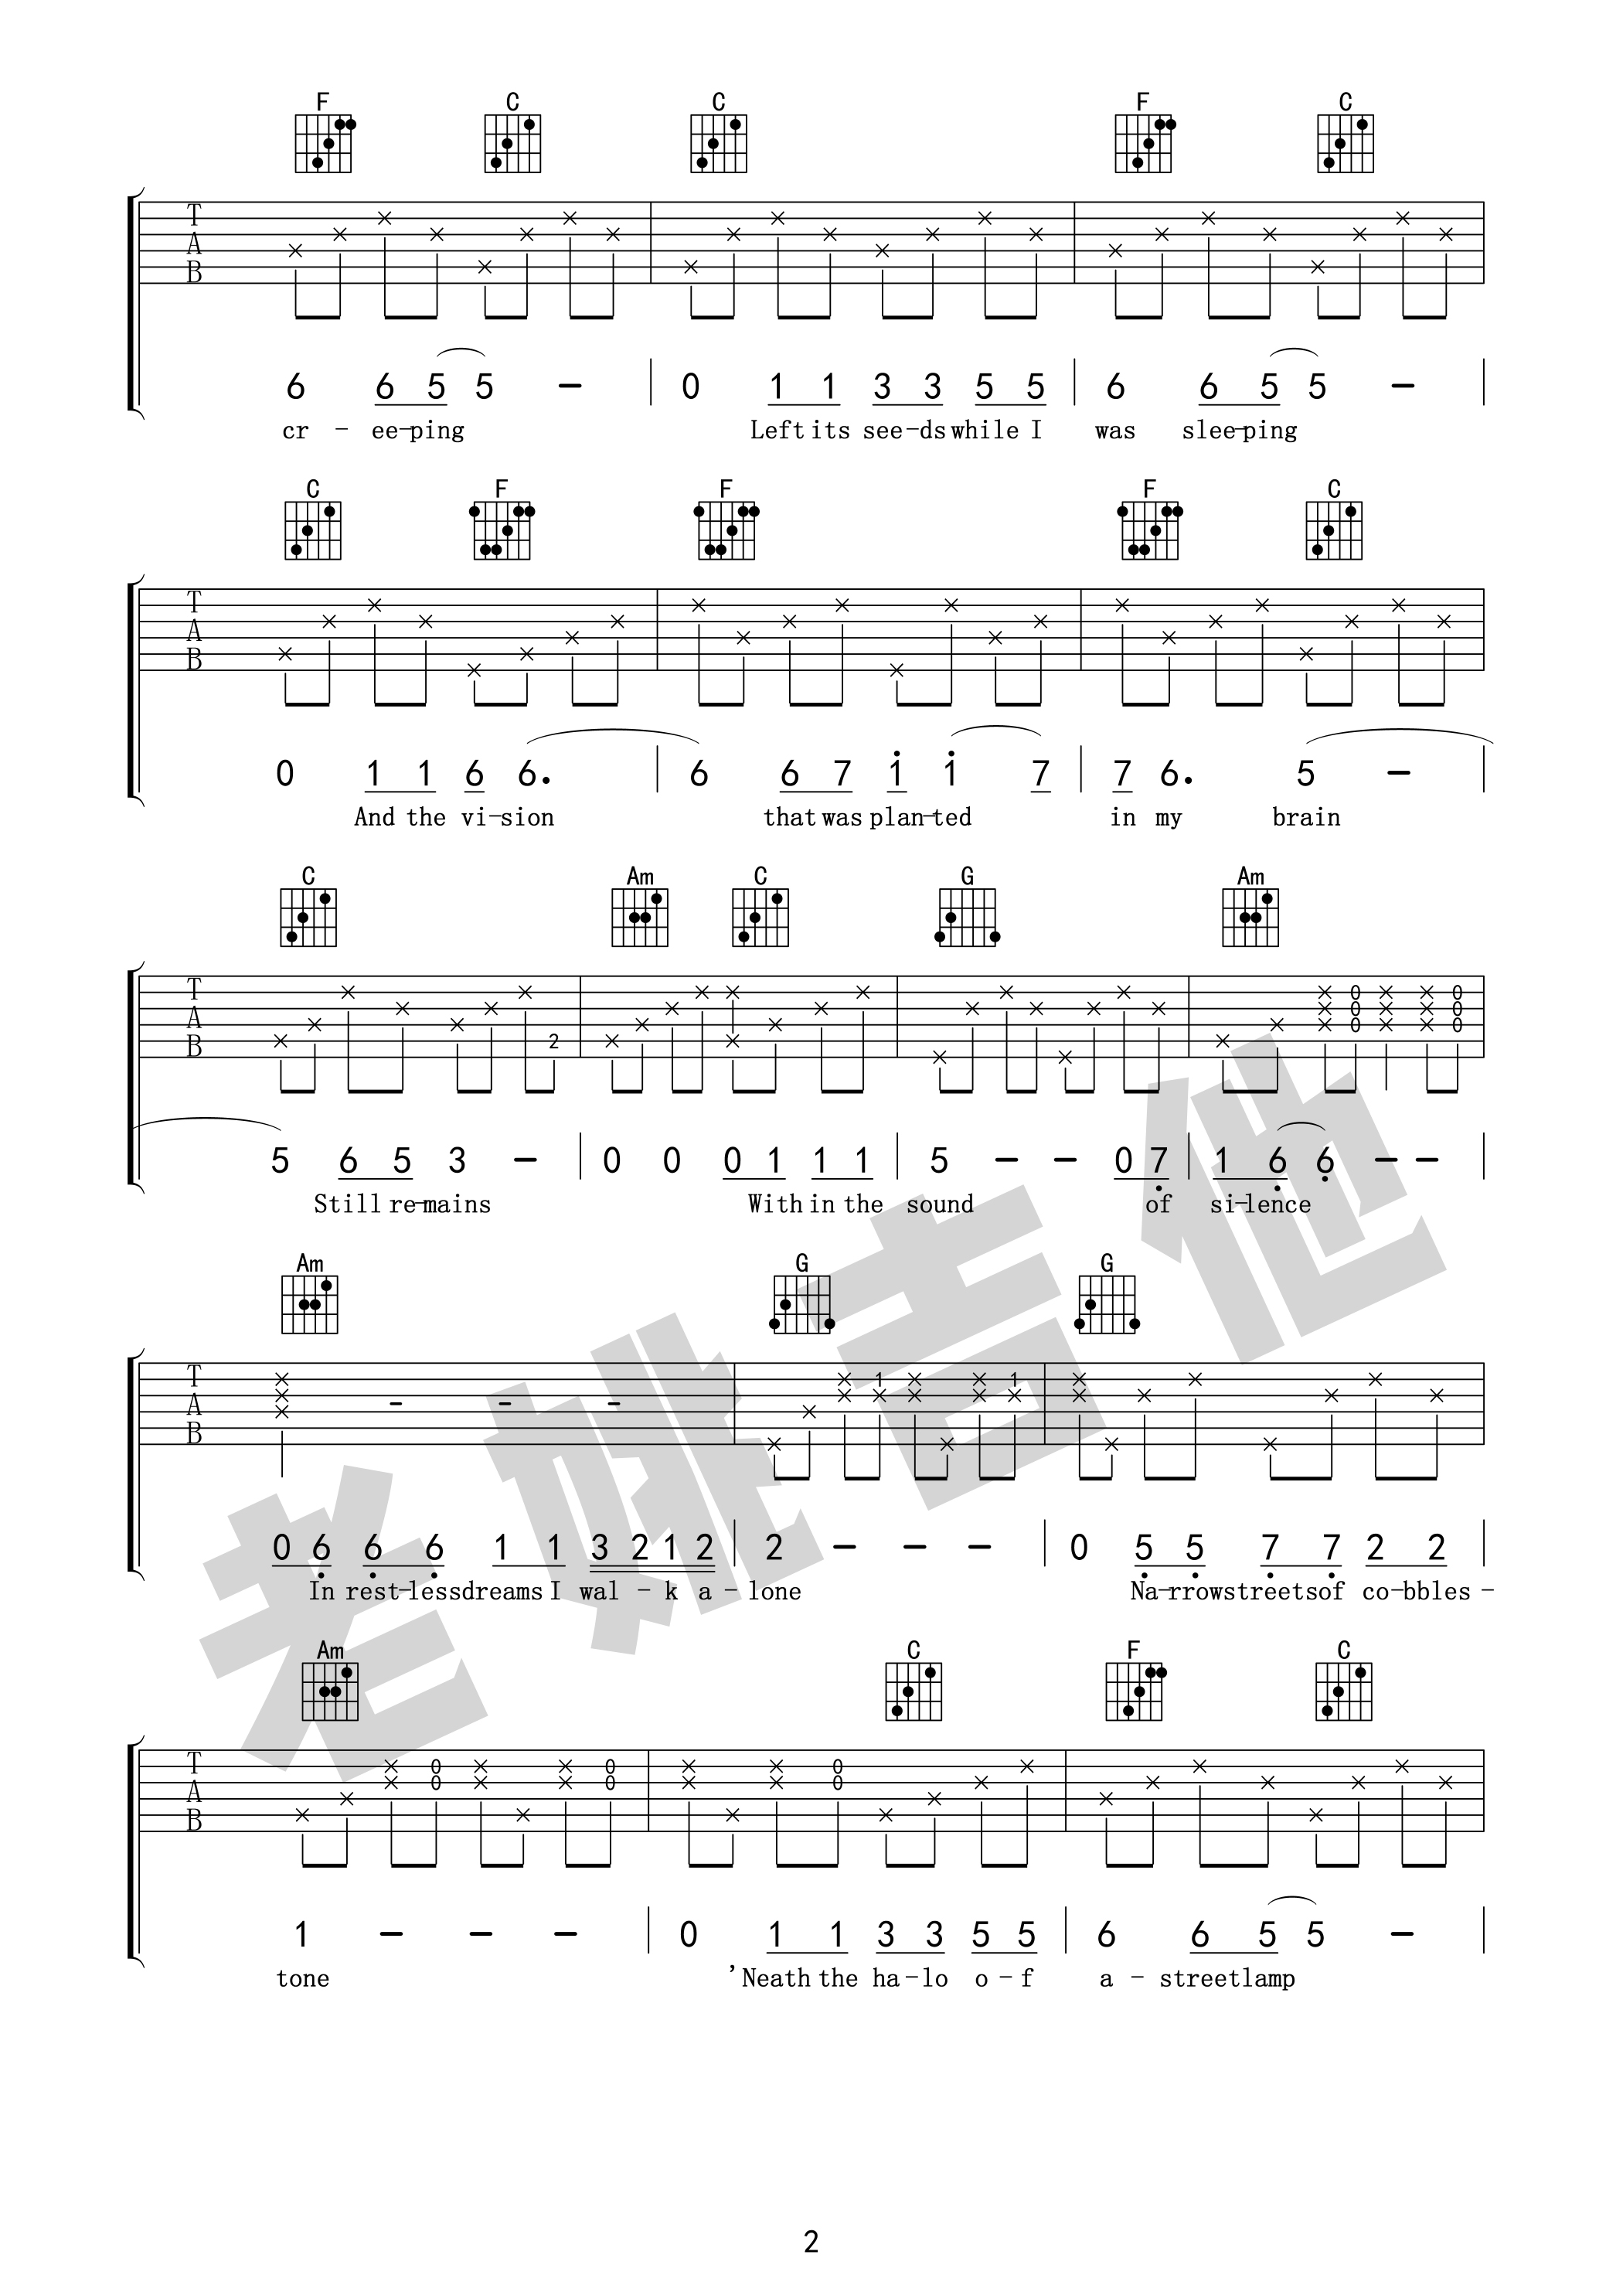 F C C F C
T
A
B
6 6 5 5 – 0 1 1 3 3 5 5 6 6 5 5 –
cr - ee-ping Left its see-ds while I was slee-ping
C F F F C
T
A
B
0 1 1 6 6. 6 6 7 1 1 7 7 6. 5 –
And the vi-sion that was plan-ted in my brain
C Am C G Am
T
A
B
2 0 0 0 0 0 0
5 6 5 3 – 0 0 0 1 1 1 5 – – 0 7 1 6 6 – –
Still re-mains With in the sound of si-lence
Am G G
T
A
B
1 1
0 6 6 6 1 1 3 2 1 2 2 – – – 0 5 5 7 7 2 2
In rest-lessdreams I wal - k a - lone Na-rrowstreetsof co-bbles-
Am C F C
T
A
B
0 0 0 0 0 0
1 – – – 0 1 1 3 3 5 5 6 6 5 5 –
tone 'Neath the ha-lo o-f a - streetlamp
老姚吉他
2